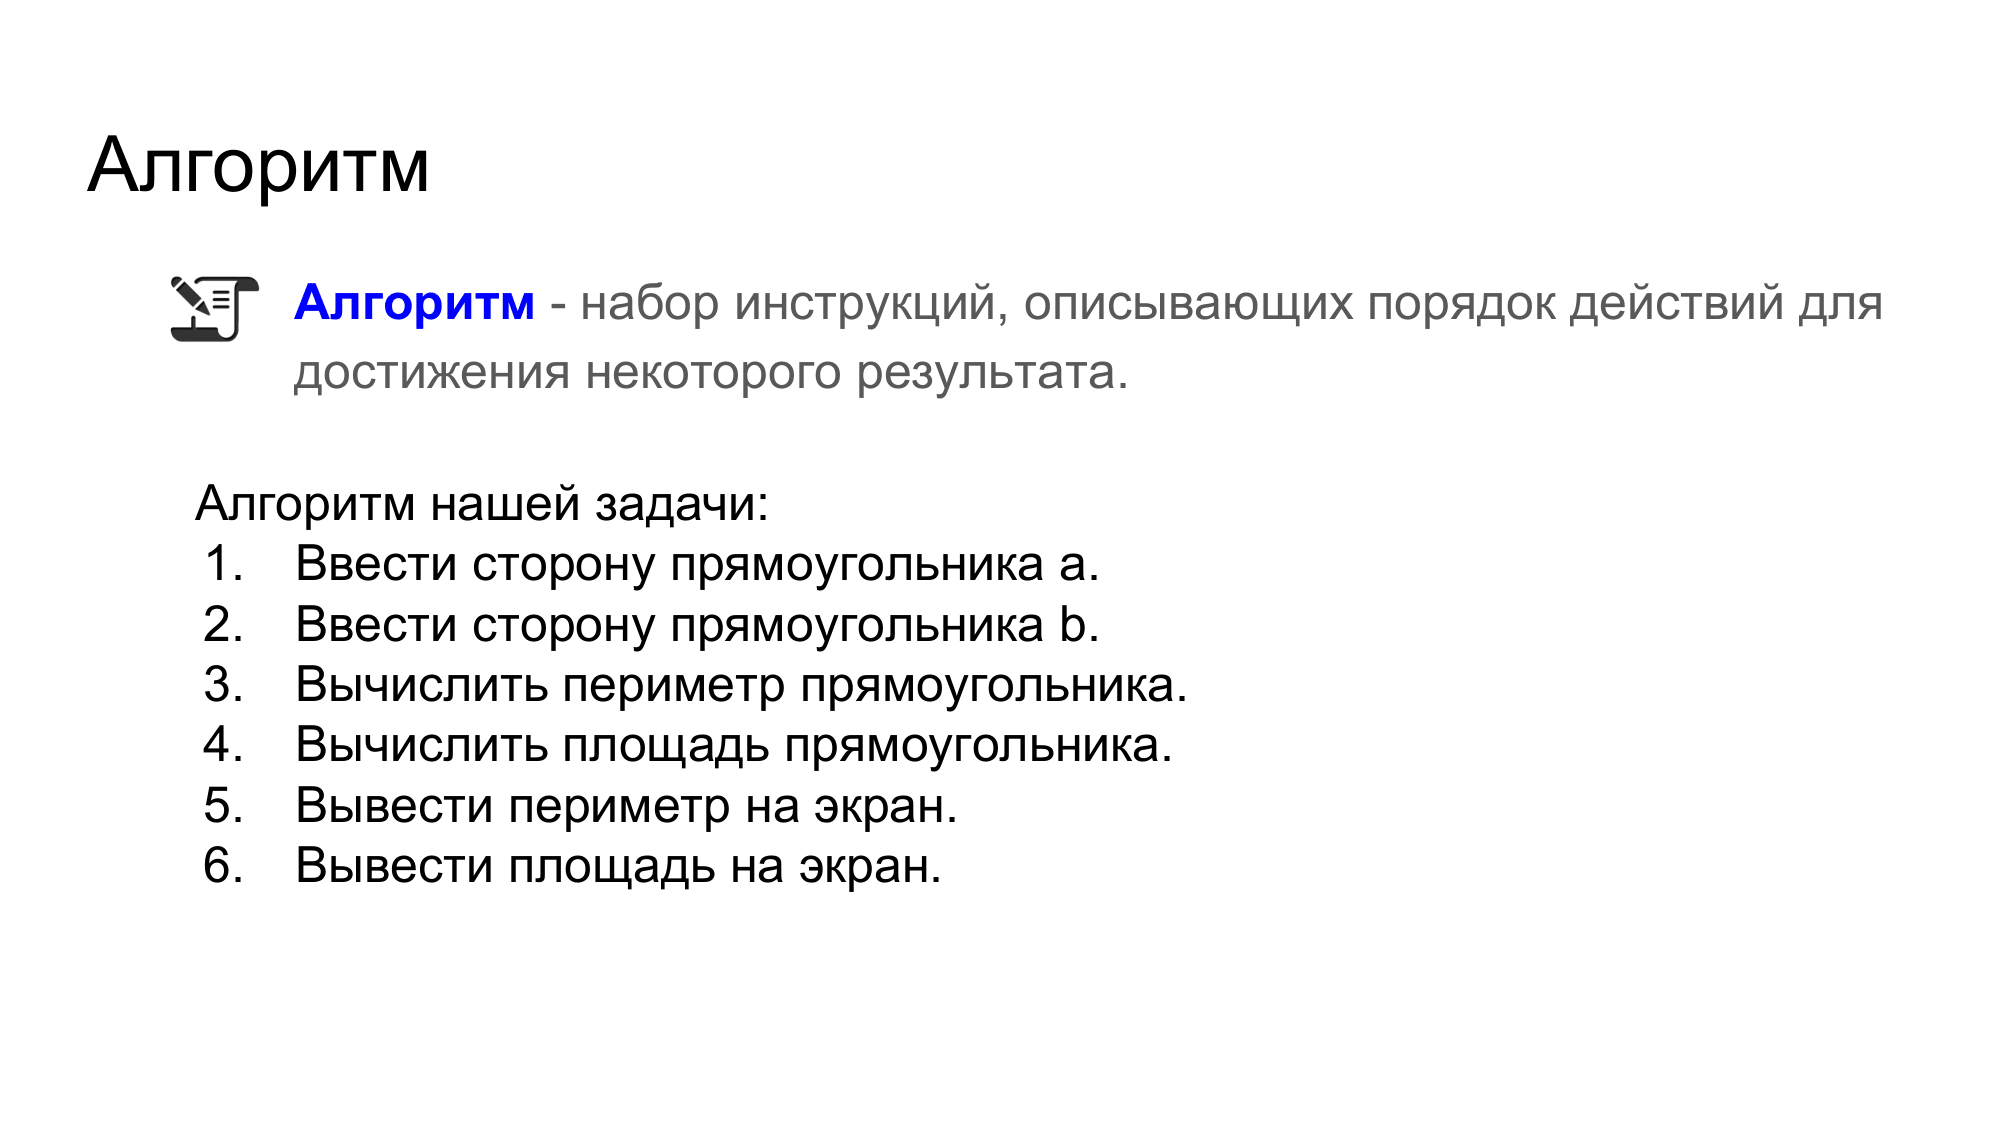 Алгоритм
Алгоритм - набор инструкций, описывающих порядок действий для
достижения некоторого результата.
Алгоритм нашей задачи:
1. Ввести сторону прямоугольника a.
2. Ввести сторону прямоугольника b.
3. Вычислить периметр прямоугольника.
4. Вычислить площадь прямоугольника.
5. Вывести периметр на экран.
6. Вывести площадь на экран.